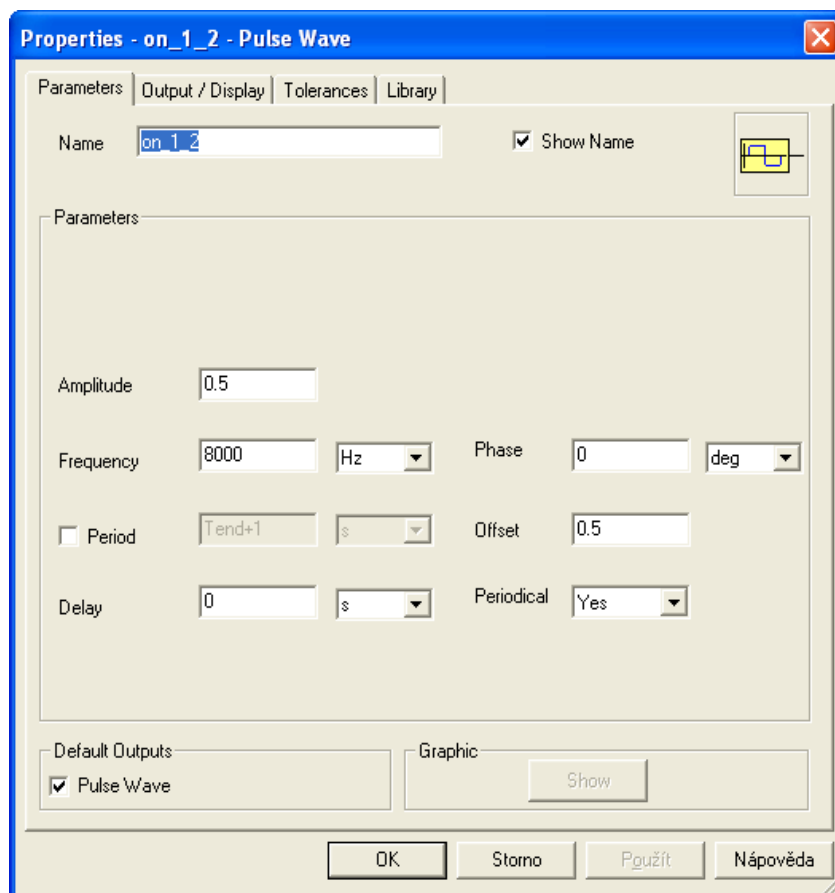 Properties - on_1_2 - Pulse Wave
Parameters Output / Display Tolerances Library
Name on_1_2 Show Name
Parameters
Amplitude 0.5
Frequency 8000 Hz Phase 0 deg
Period Tend+1 s Offset 0.5
Delay 0 s Periodical Yes
Default Outputs Graphic
Pulse Wave Show
OK Storno Použít Nápověda